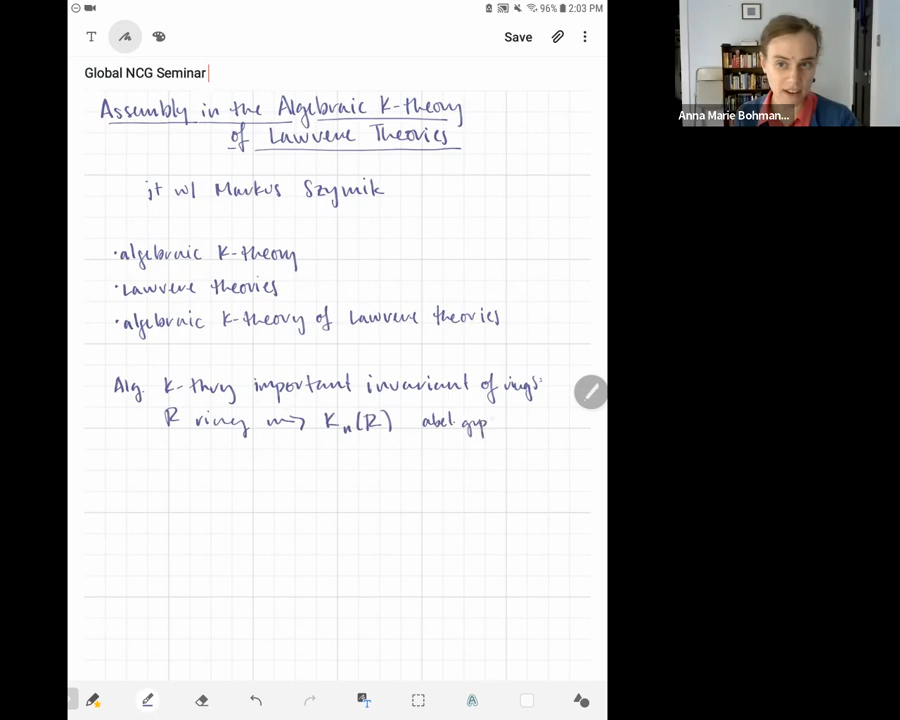 96% 2:03 PM
T Save
Global NCG Seminar
Assembly in the Algebraic K-theory
of Lawvere Theories
jt w/ Markus Szymik
• algebraic K-theory
• Lawvere theories
• algebraic K-theory of Lawvere theories
Alg. K-thry important invariant of rings:
R ring ⇝ Kₙ(R) abel. grp
Anna Marie Bohman...